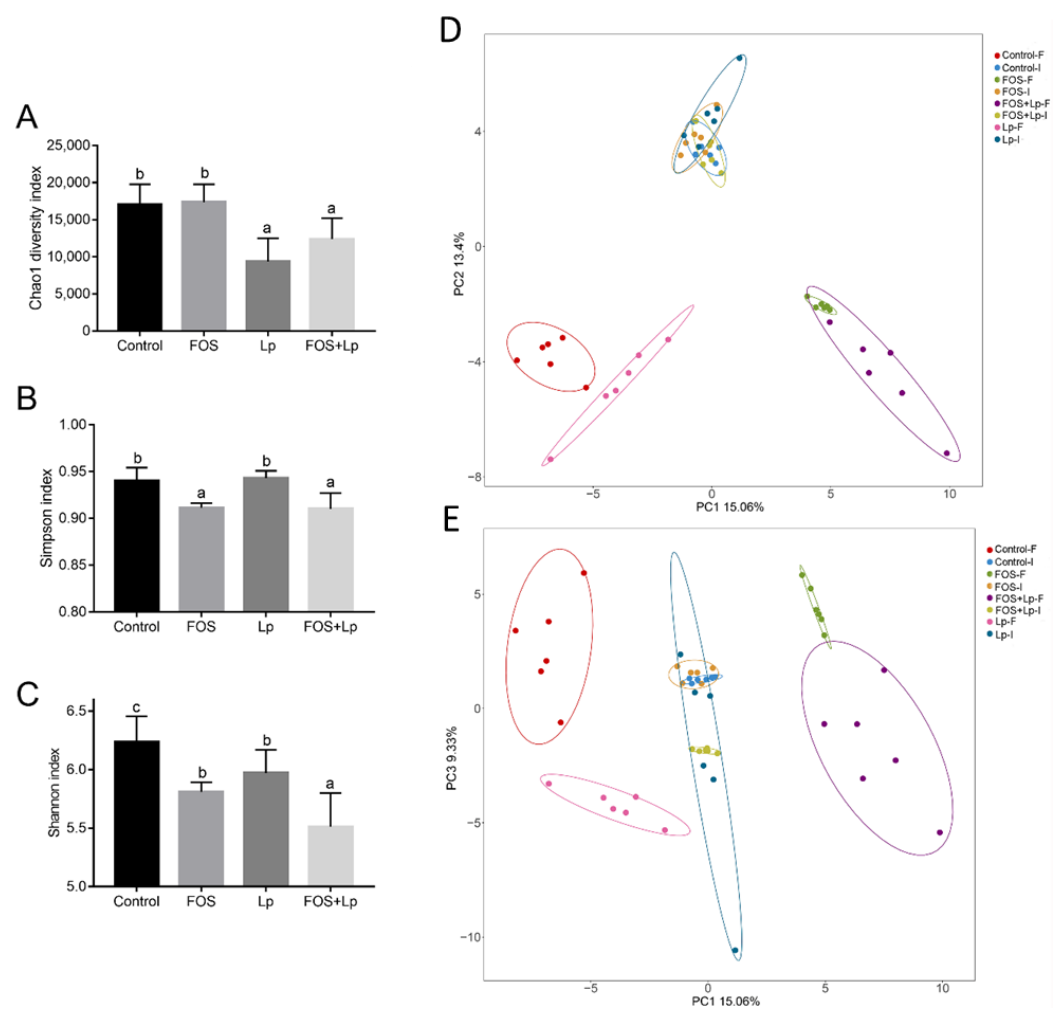 A
Chao1 diversity index
25,000
20,000
15,000
10,000
5,000
0
b
b
a
a
Control
FOS
Lp
FOS+Lp
B
Simpson index
1.00
0.95
0.90
0.85
0.80
b
a
b
a
Control
FOS
Lp
FOS+Lp
C
Shannon index
6.5
6.0
5.5
5.0
c
b
b
a
Control
FOS
Lp
FOS+Lp
D
PC2 13.4%
4
0
−4
−8
−5
0
5
10
PC1 15.06%
Control-F
Control-I
FOS-F
FOS-I
FOS+Lp-F
FOS+Lp-I
Lp-F
Lp-I
E
PC3 9.33%
5
0
−5
−10
−5
0
5
10
PC1 15.06%
Control-F
Control-I
FOS-F
FOS-I
FOS+Lp-F
FOS+Lp-I
Lp-F
Lp-I